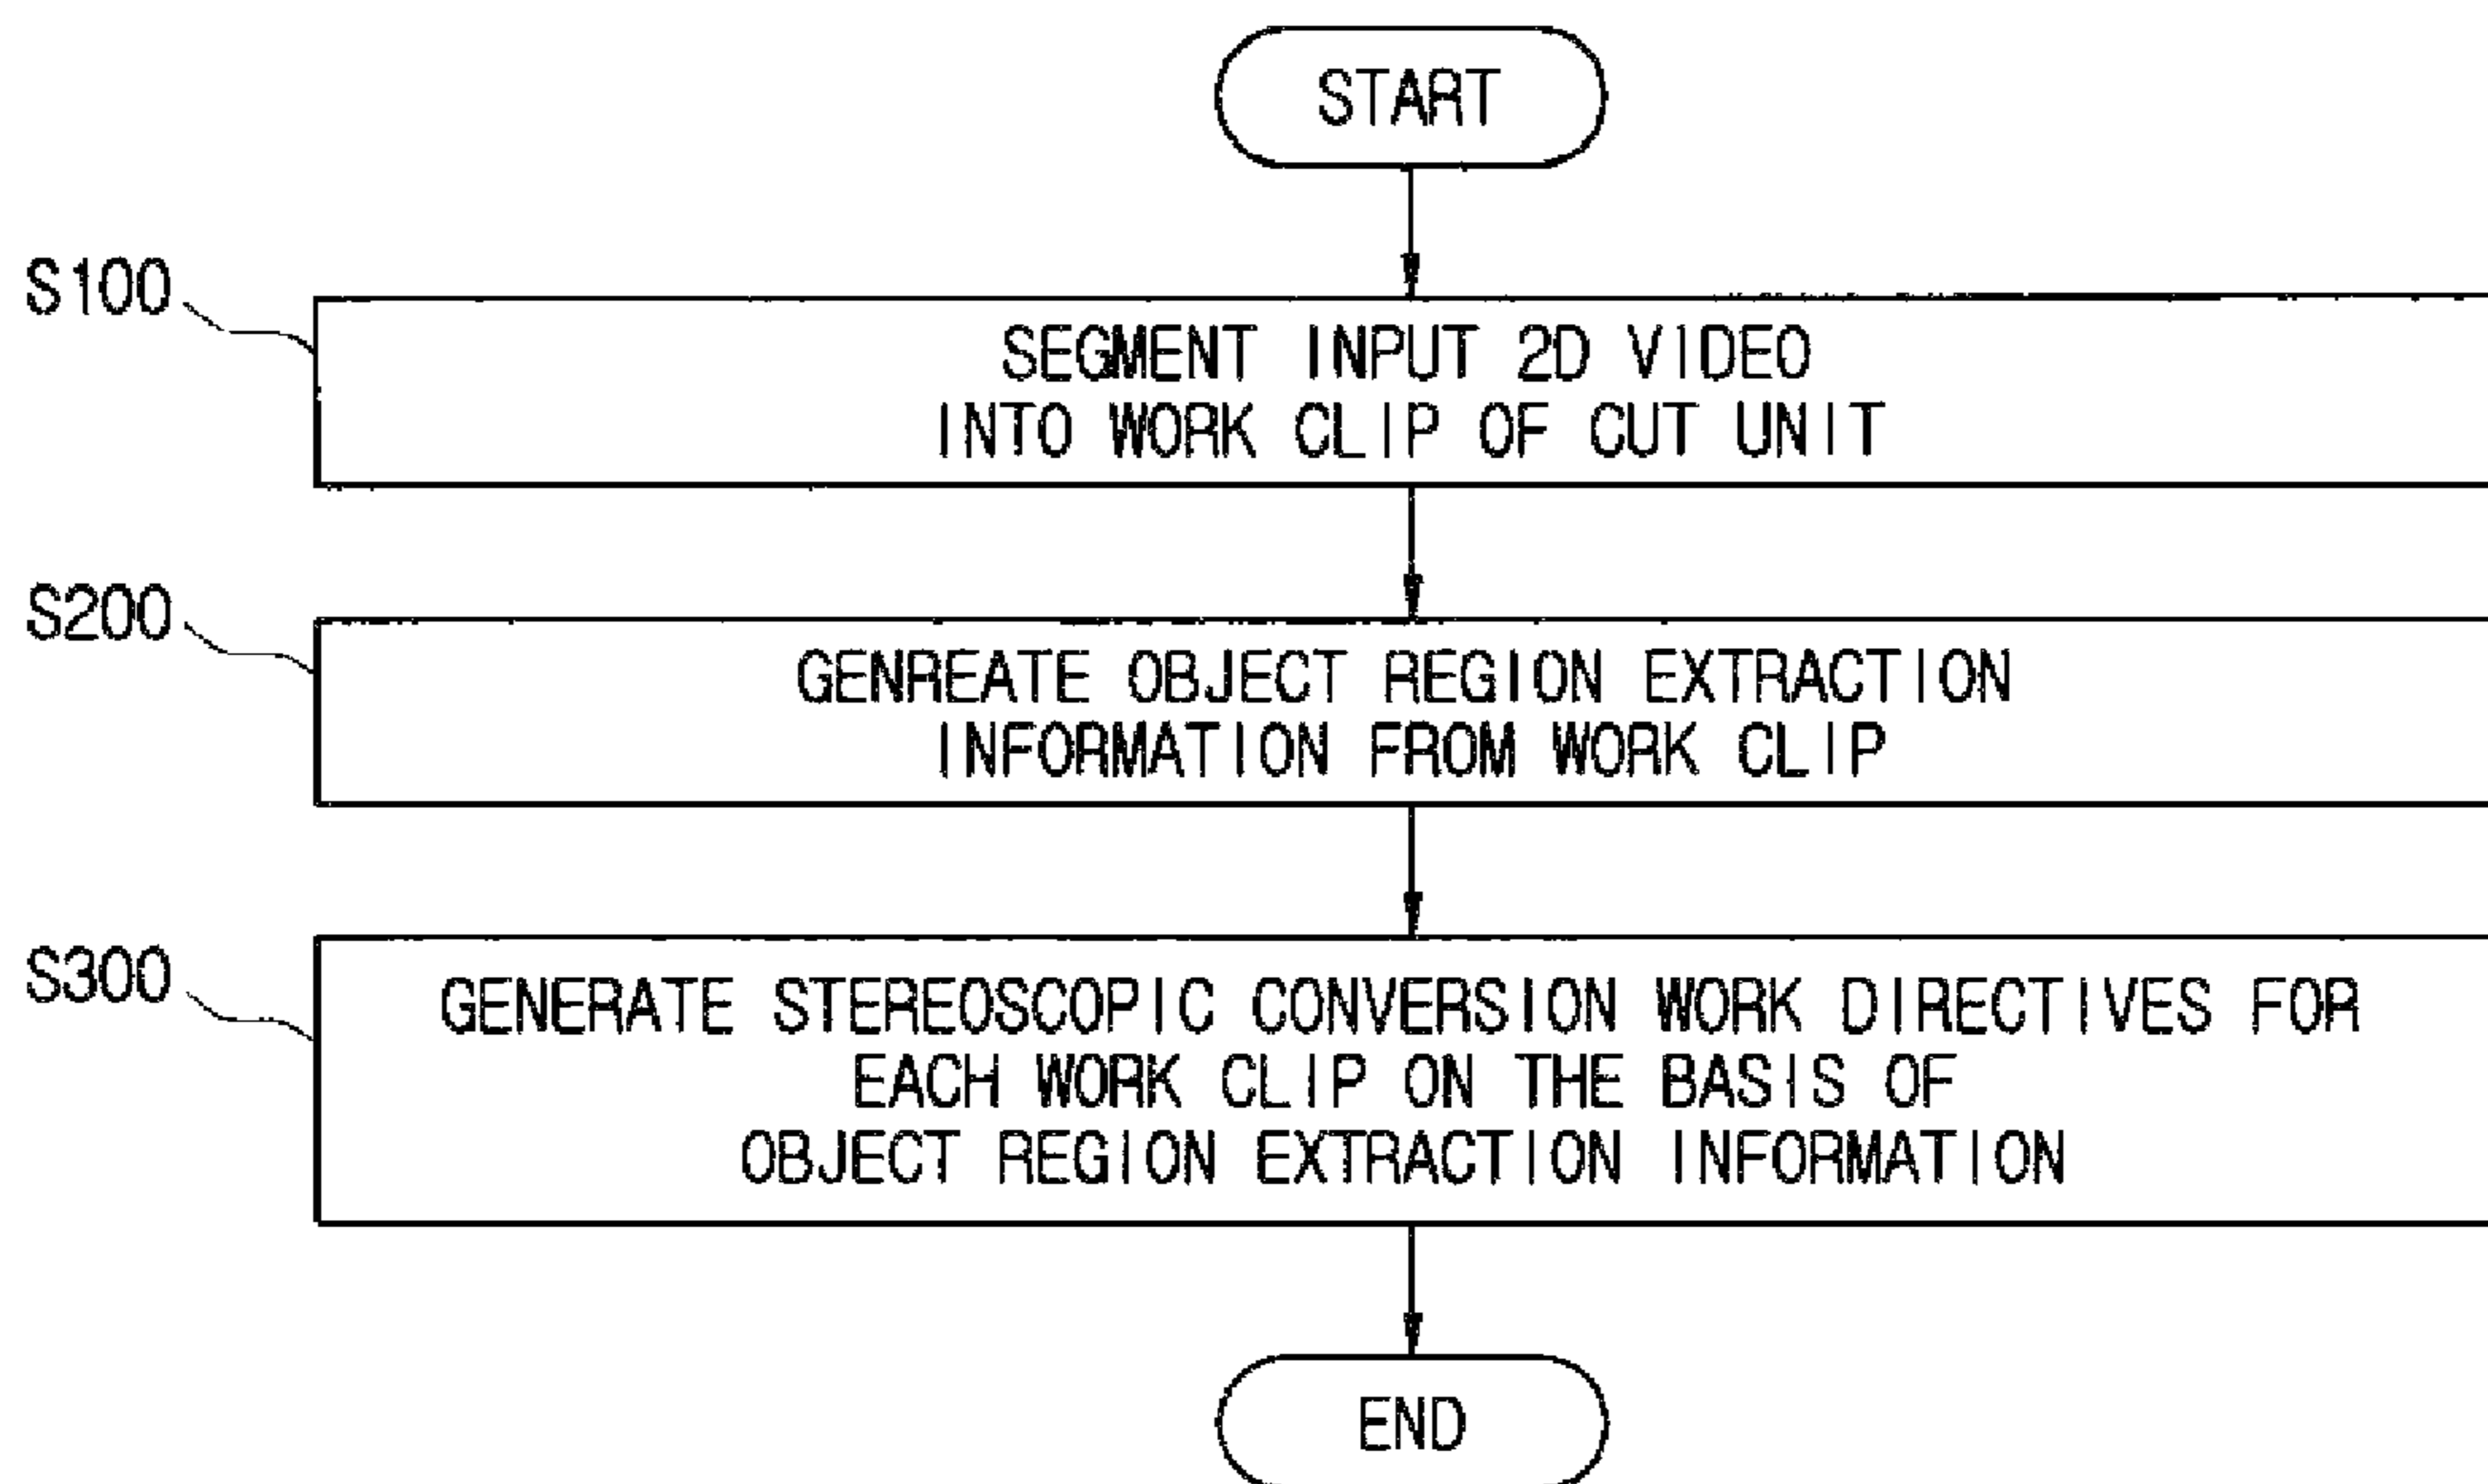 START
S100
SEGMENT INPUT 2D VIDEO
INTO WORK CLIP OF CUT UNIT
S200
GENREATE OBJECT REGION EXTRACTION
INFORMATION FROM WORK CLIP
S300
GENERATE STEREOSCOPIC CONVERSION WORK DIRECTIVES FOR
EACH WORK CLIP ON THE BASIS OF
OBJECT REGION EXTRACTION INFORMATION
END